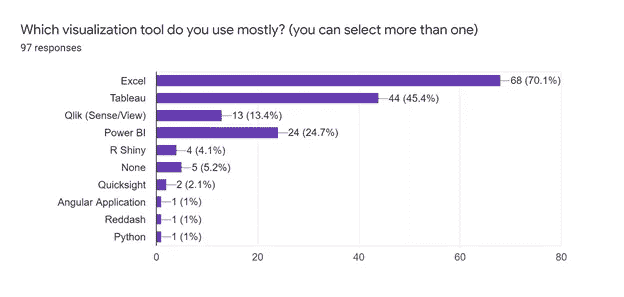 Which visualization tool do you use mostly? (you can select more than one)
97 responses
Excel 68 (70.1%)
Tableau 44 (45.4%)
Qlik (Sense/View) 13 (13.4%)
Power BI 24 (24.7%)
R Shiny 4 (4.1%)
None 5 (5.2%)
Quicksight 2 (2.1%)
Angular Application 1 (1%)
Reddash 1 (1%)
Python 1 (1%)
0 20 40 60 80